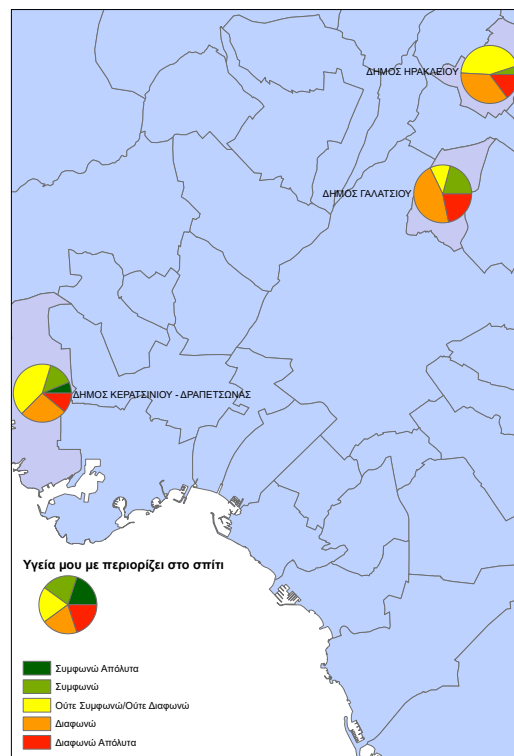 ΔΗΜΟΣ ΗΡΑΚΛΕΙΟΥ
ΔΗΜΟΣ ΓΑΛΑΤΣΙΟΥ
ΔΗΜΟΣ ΚΕΡΑΤΣΙΝΙΟΥ - ΔΡΑΠΕΤΣΩΝΑΣ
Υγεία μου με περιορίζει στο σπίτι
Συμφωνώ Απόλυτα
Συμφωνώ
Ούτε Συμφωνώ/Ούτε Διαφωνώ
Διαφωνώ
Διαφωνώ Απόλυτα